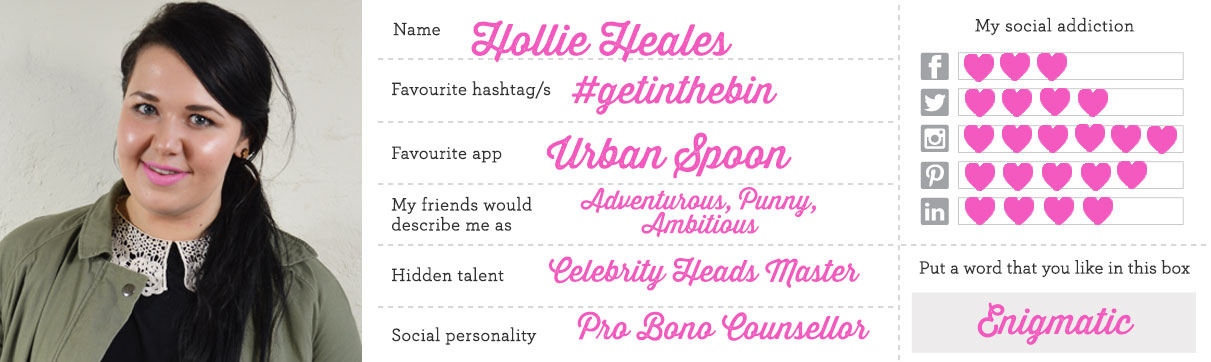 Name
Hollie Heales
Favourite hashtag/s
#getinthebin
Favourite app
Urban Spoon
My friends would
describe me as
Adventurous, Punny,
Ambitious
Hidden talent
Celebrity Heads Master
Social personality
Pro Bono Counsellor
My social addiction
f
P
in
Put a word that you like in this box
Enigmatic